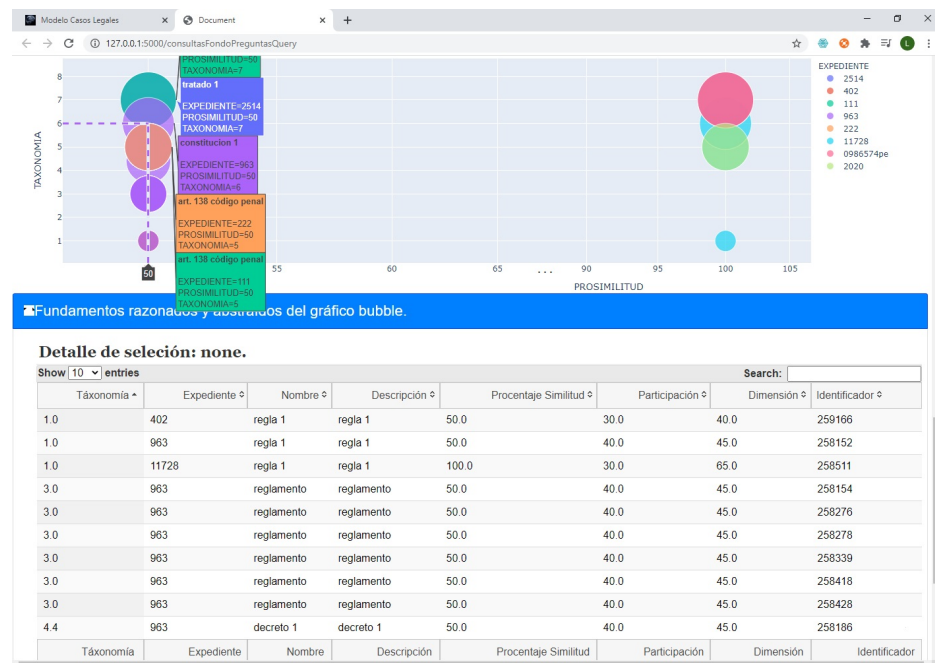 Modelo Casos Legales
Document
127.0.0.1:5000/consultasFondoPreguntasQuery
L
TAXONOMIA
8
7
6
5
4
3
2
1
PROSIMILITUD=50
TAXONOMIA=7
tratado 1
EXPEDIENTE=2514
PROSIMILITUD=50
TAXONOMIA=7
constitucion 1
EXPEDIENTE=963
PROSIMILITUD=50
TAXONOMIA=6
art. 138 código penal
EXPEDIENTE=222
PROSIMILITUD=50
TAXONOMIA=5
art. 138 código penal
EXPEDIENTE=111
PROSIMILITUD=50
TAXONOMIA=5
50 55 60 65 ... 90 95 100 105
PROSIMILITUD
EXPEDIENTE
2514
402
111
963
222
11728
0986574pe
2020
Fundamentos razonados y abstraídos del gráfico bubble.
Detalle de seleción: none.
Show 10 entries Search:
Táxonomía Expediente Nombre Descripción Procentaje Similitud Participación Dimensión Identificador
1.0 402 regla 1 regla 1 50.0 30.0 40.0 259166
1.0 963 regla 1 regla 1 50.0 40.0 45.0 258152
1.0 11728 regla 1 regla 1 100.0 30.0 65.0 258511
3.0 963 reglamento reglamento 50.0 40.0 45.0 258154
3.0 963 reglamento reglamento 50.0 40.0 45.0 258276
3.0 963 reglamento reglamento 50.0 40.0 45.0 258278
3.0 963 reglamento reglamento 50.0 40.0 45.0 258339
3.0 963 reglamento reglamento 50.0 40.0 45.0 258418
3.0 963 reglamento reglamento 50.0 40.0 45.0 258428
4.4 963 decreto 1 decreto 1 50.0 40.0 45.0 258186
Táxonomía Expediente Nombre Descripción Procentaje Similitud Participación Dimensión Identificador